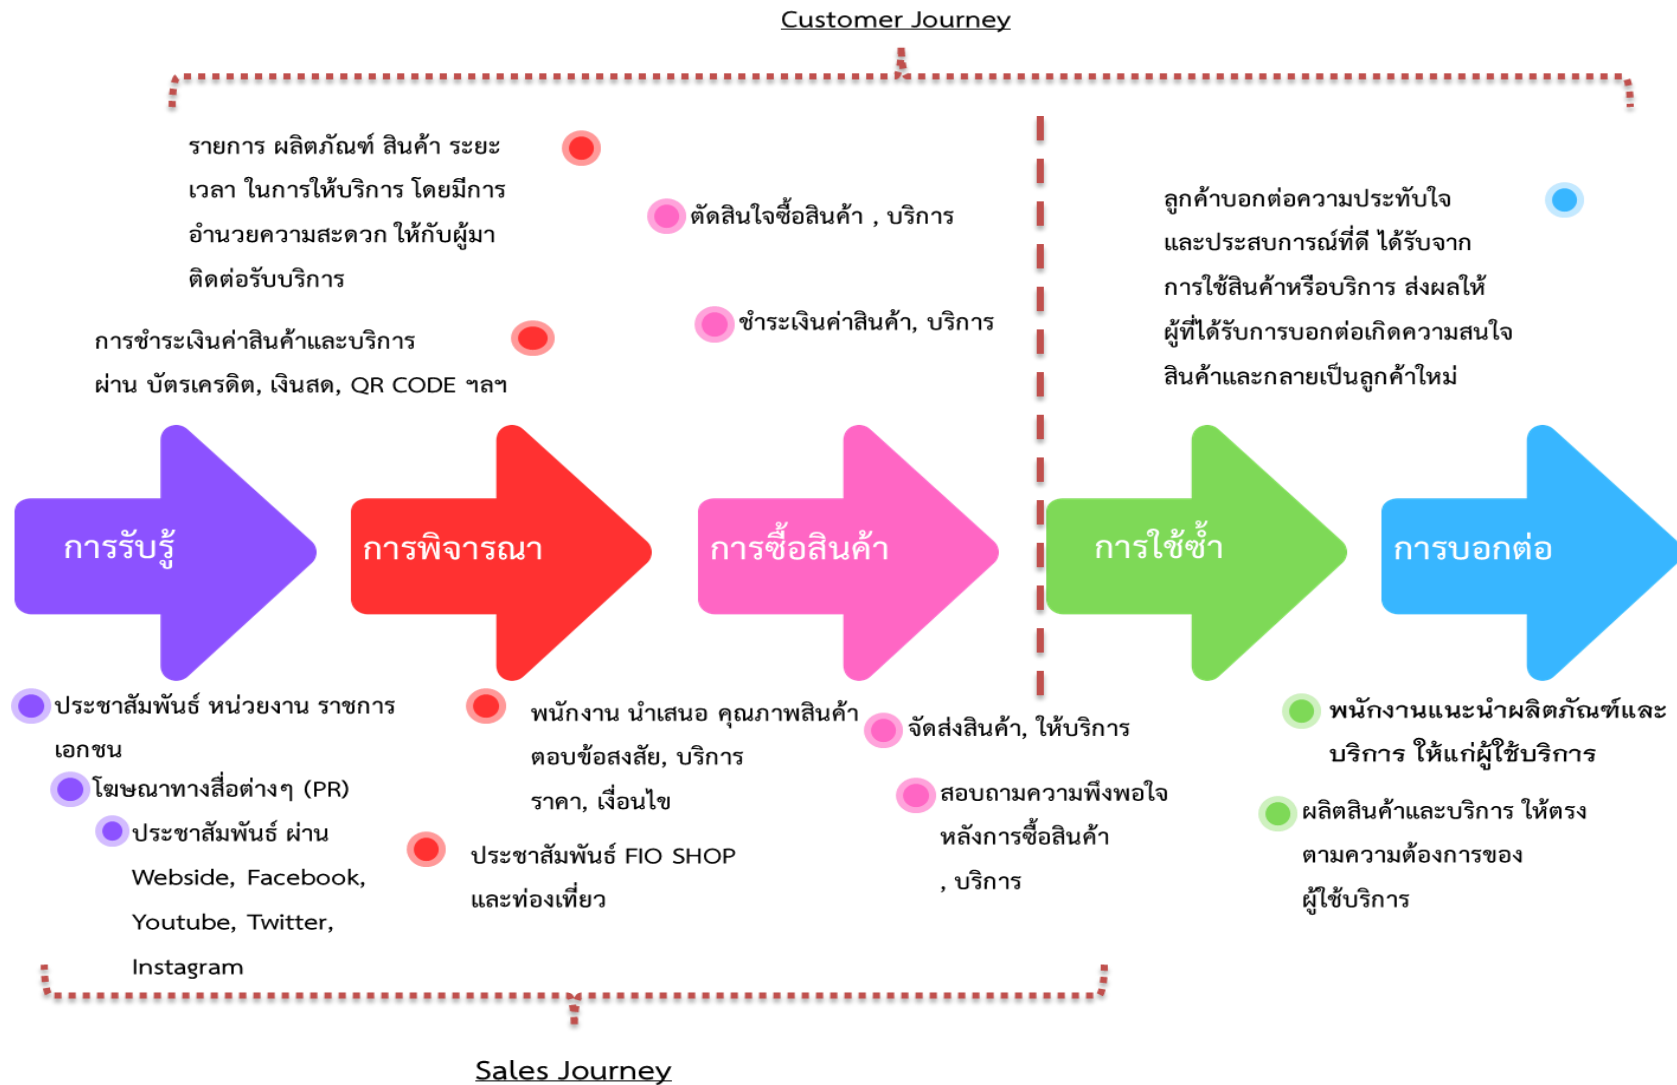 Customer Journey
รายการ ผลิตภัณฑ์ สินค้า ระยะ
เวลา ในการให้บริการ โดยมีการ
อำนวยความสะดวก ให้กับผู้มา
ติดต่อรับบริการ
การชำระเงินค่าสินค้าและบริการ
ผ่าน บัตรเครดิต, เงินสด, QR CODE ฯลฯ
ตัดสินใจซื้อสินค้า , บริการ
ชำระเงินค่าสินค้า, บริการ
ลูกค้าบอกต่อความประทับใจ
และประสบการณ์ที่ดี ได้รับจาก
การใช้สินค้าหรือบริการ ส่งผลให้
ผู้ที่ได้รับการบอกต่อเกิดความสนใจ
สินค้าและกลายเป็นลูกค้าใหม่
การรับรู้
การพิจารณา
การซื้อสินค้า
การใช้ซ้ำ
การบอกต่อ
ประชาสัมพันธ์ หน่วยงาน ราชการ
เอกชน
โฆษณาทางสื่อต่างๆ (PR)
ประชาสัมพันธ์ ผ่าน
Webside, Facebook,
Youtube, Twitter,
Instagram
พนักงาน นำเสนอ คุณภาพสินค้า
ตอบข้อสงสัย, บริการ
ราคา, เงื่อนไข
ประชาสัมพันธ์ FIO SHOP
และท่องเที่ยว
จัดส่งสินค้า, ให้บริการ
สอบถามความพึงพอใจ
หลังการซื้อสินค้า
, บริการ
พนักงานแนะนำผลิตภัณฑ์และ
บริการ ให้แก่ผู้ใช้บริการ
ผลิตสินค้าและบริการ ให้ตรง
ตามความต้องการของ
ผู้ใช้บริการ
Sales Journey